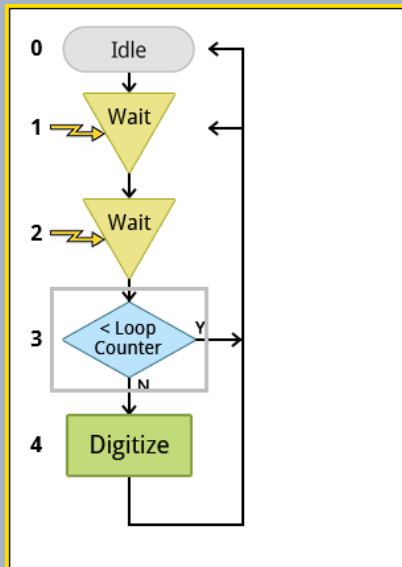 0 Idle
1 Wait
2 Wait
3 < Loop
Counter Y
N
4 Digitize